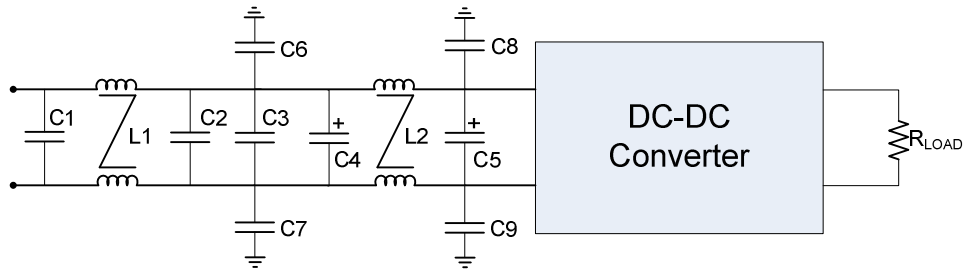 C6
C8
C1
L1
C2
C3
+
C4
L2
+
C5
C7
C9
DC-DC
Converter
RLOAD